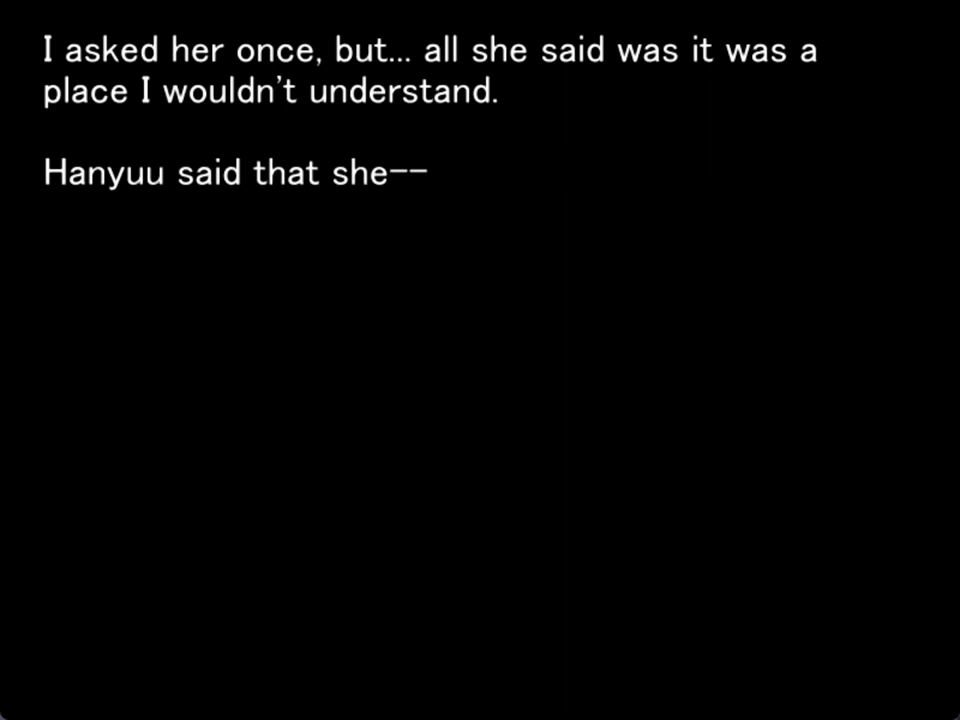 I asked her once, but... all she said was it was a
place I wouldn't understand.
Hanyuu said that she--